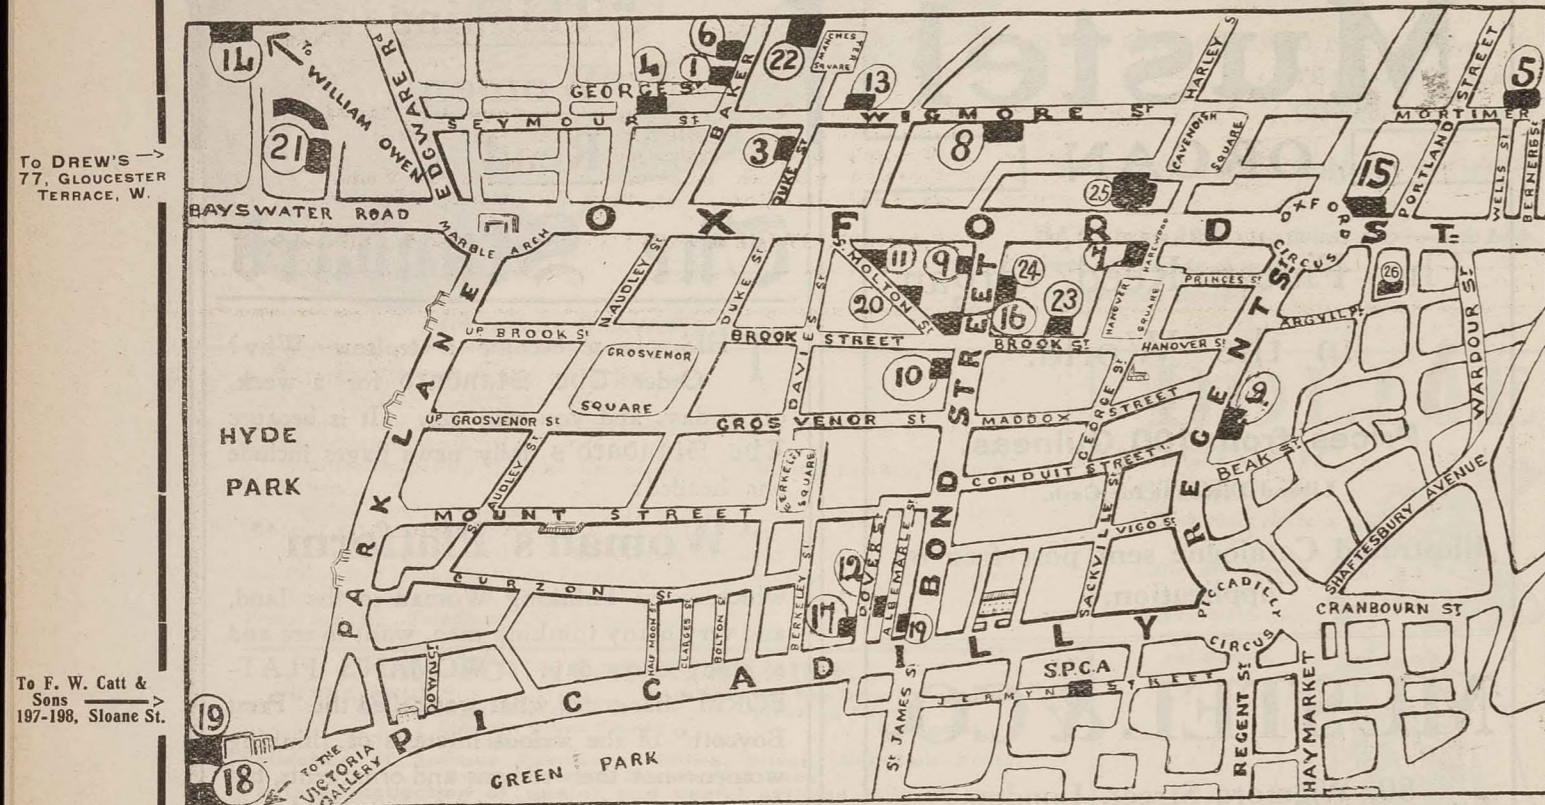 14
TO
WILLIAM
OWEN
EDGWARE RD
21
4
GEORGE ST
1
6
BAKER
22
MANCHESTER
SQUARE
13
SEYMOUR ST
WIGMORE ST
HARLEY S
8
3
DUKE ST
CAVENDISH
SQUARE
25
STREET
PORTLAND
5
MORTIMER
WELLS ST
BERNERS ST
15
To DREW'S
77, GLOUCESTER
TERRACE, W.
BAYSWATER ROAD
MARBLE ARCH
OXFORD ST
OXFORD
CIRCUS
N. AUDLEY ST
DUKE ST
S. MOLTON ST
11
9
20
24
16
23
7
HAREWOOD
HANOVER
SQUARE
PRINCES ST
26
ARGYLL PL
WARDOUR ST
UP BROOK ST
BROOK STREET
BROOK ST
HANOVER ST
GROSVENOR
SQUARE
DAVIES ST
10
UP GROSVENOR ST
GROSVENOR ST
MADDOX STREET
GEORGE ST
9.
REGENT ST
BEAK ST
HYDE
PARK
PARK LANE
S. AUDLEY ST
BERKELEY
SQUARE
BOND STREET
CONDUIT STREET
MOUNT STREET
SACKVILLE ST
VIGO ST
SHAFTESBURY AVENUE
CURZON ST
HALF MOON ST
CLARGES ST
BOLTON ST
BERKELEY ST
12
17
DOVER ST
ALBEMARLE ST
19
PICCADILLY
CIRCUS
CRANBOURN ST
DOWN ST
PICCADILLY
S.P.C.A
JERMYN STREET
ST JAMES ST
REGENT ST
HAYMARKET
To F. W. Catt &
Sons
197-198, Sloane St.
19
18
TO THE
VICTORIA
GALLERY
GREEN PARK